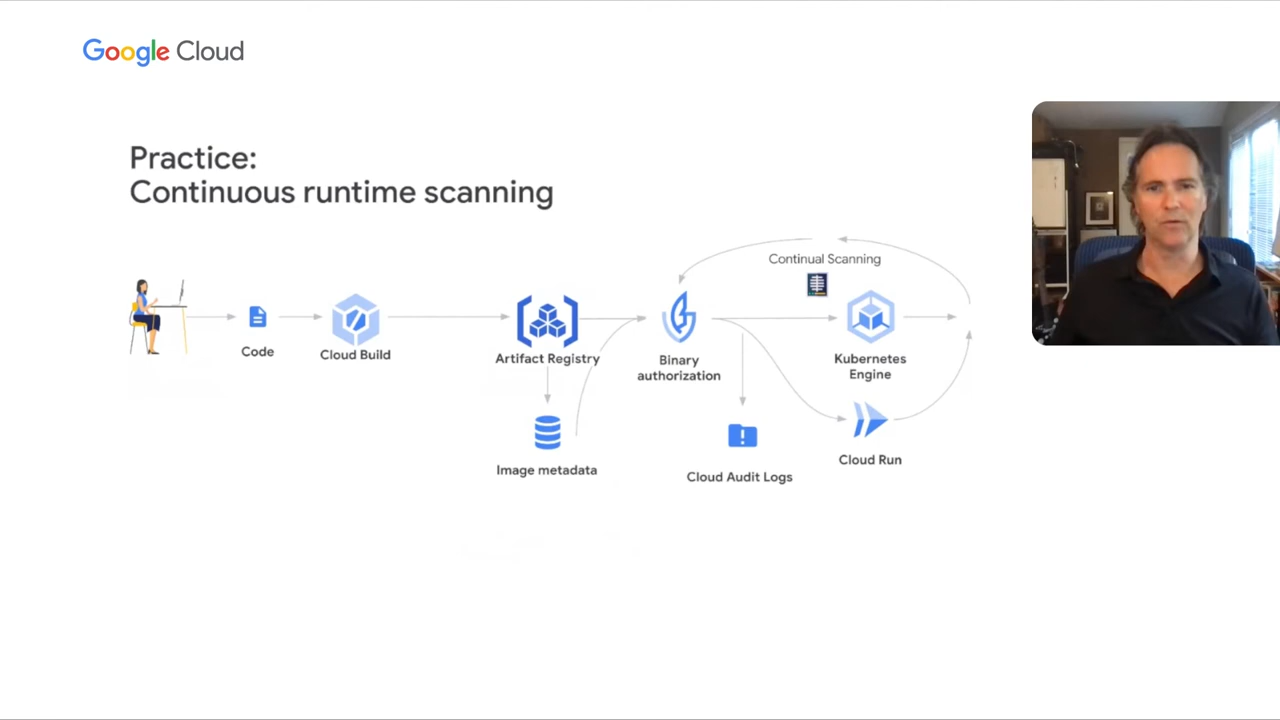 Google Cloud
Practice:
Continuous runtime scanning
Continual Scanning
Code
Cloud Build
Artifact Registry
Binary
authorization
Kubernetes
Engine
Image metadata
Cloud Audit Logs
Cloud Run